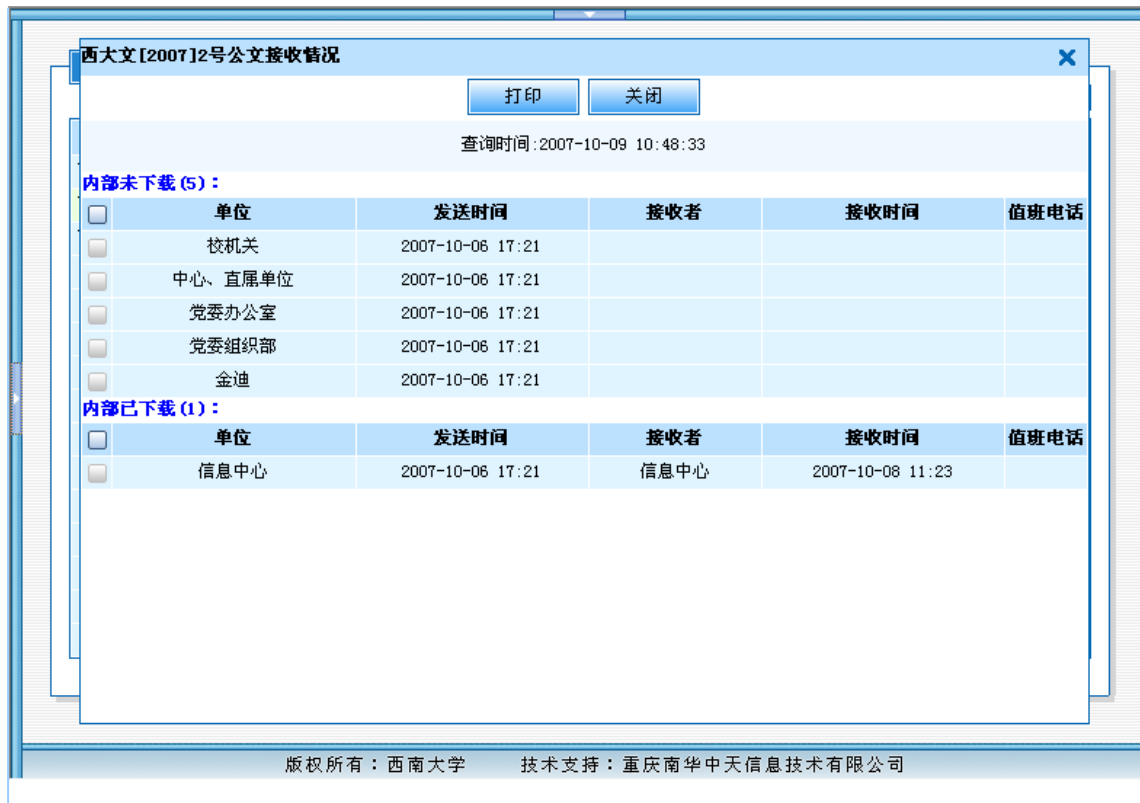 西大文[2007]2号公文接收情况
打印 关闭
查询时间:2007-10-09 10:48:33
内部未下载(5)：
单位 发送时间 接收者 接收时间 值班电话
校机关 2007-10-06 17:21
中心、直属单位 2007-10-06 17:21
党委办公室 2007-10-06 17:21
党委组织部 2007-10-06 17:21
金迪 2007-10-06 17:21
内部已下载(1)：
单位 发送时间 接收者 接收时间 值班电话
信息中心 2007-10-06 17:21 信息中心 2007-10-08 11:23
版权所有：西南大学 技术支持：重庆南华中天信息技术有限公司